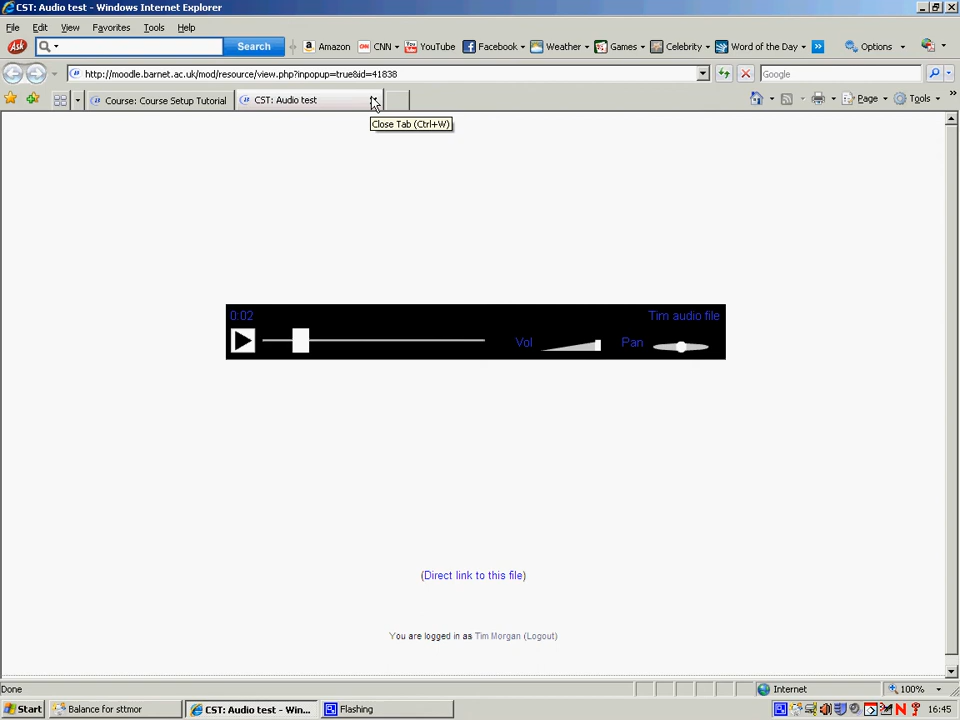 CST: Audio test - Windows Internet Explorer
File Edit View Favorites Tools Help
Ask Search Amazon CNN YouTube Facebook Weather Games Celebrity Word of the Day » Options
http://moodle.barnet.ac.uk/mod/resource/view.php?inpopup=true&id=41838 Google
Course: Course Setup Tutorial CST: Audio test Page Tools »
Close Tab (Ctrl+W)
0:02 Tim audio file
Vol Pan
(Direct link to this file)
You are logged in as Tim Morgan (Logout)
Done Internet 100%
Start Balance for sttmor CST: Audio test - Win... Flashing 16:45